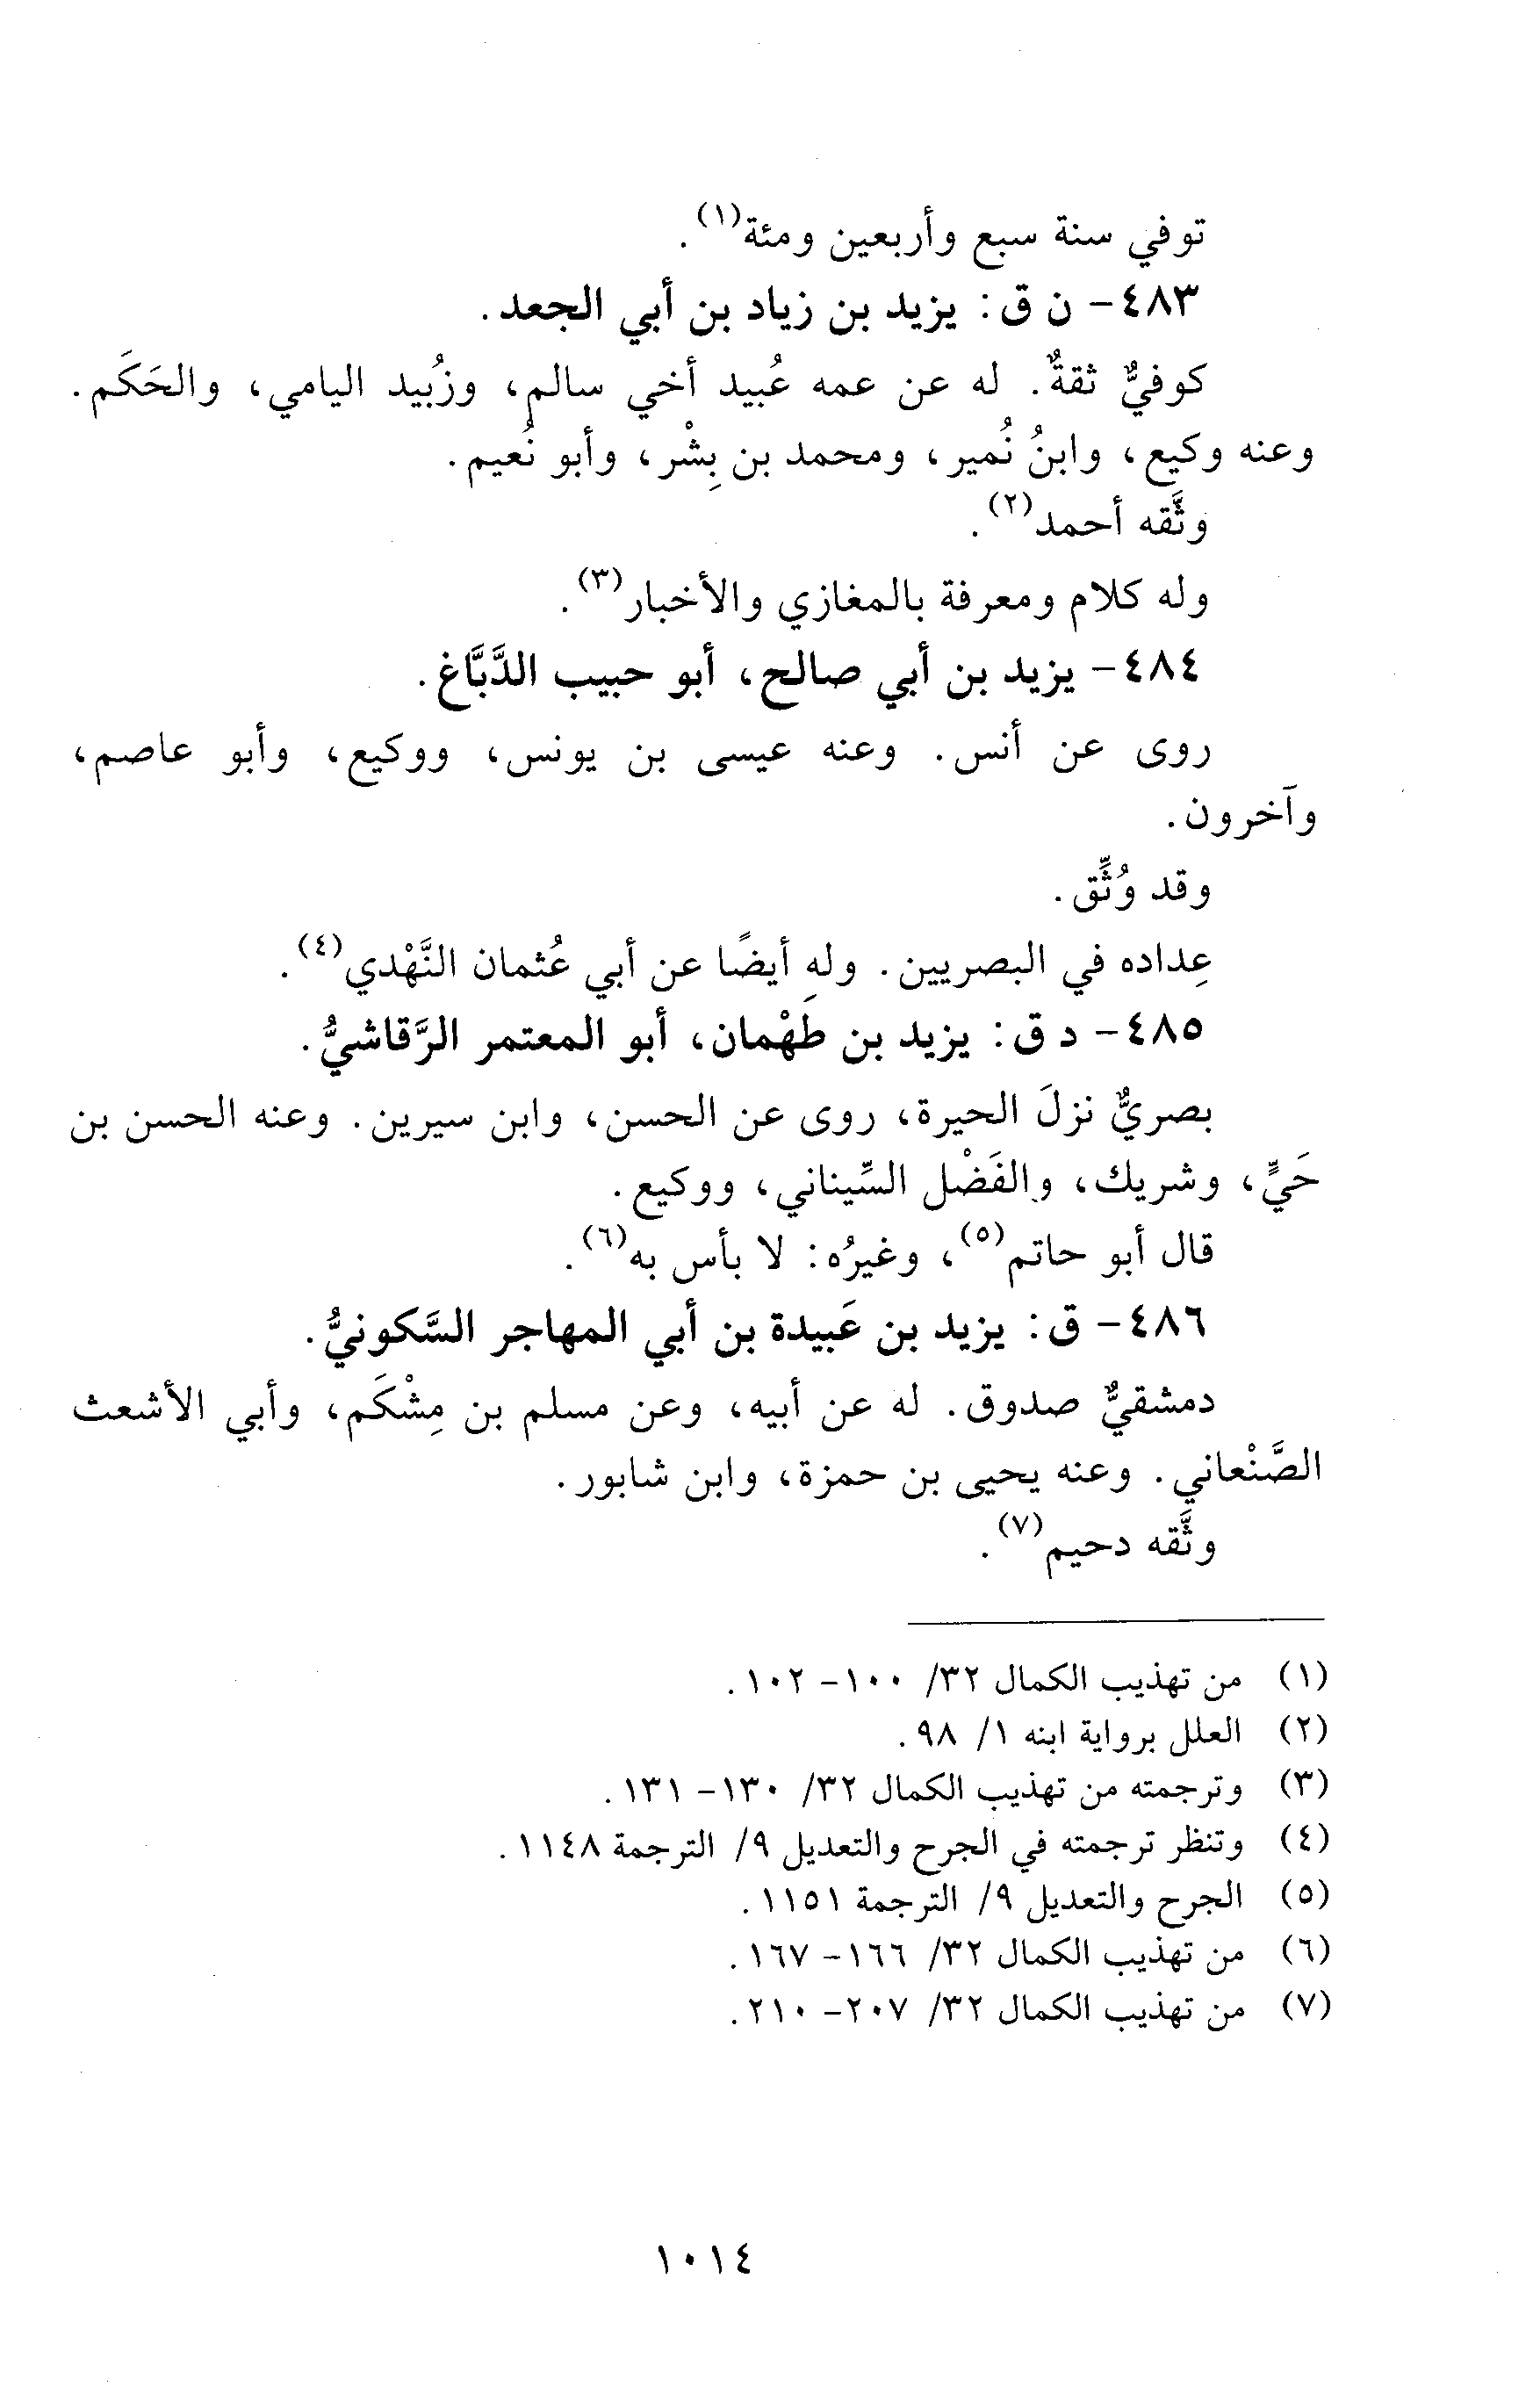 توفي سنة سبع وأربعين ومئة(١).
٤٨٣- ن ق: يزيد بن زياد بن أبي الجعد.
كوفيٌّ ثقةٌ. له عن عمه عُبيد أخي سالم، وزُبيد اليامي، والحَكَم.
وعنه وكيع، وابنُ نُمير، ومحمد بن بِشْر، وأبو نُعيم.
وثَّقه أحمد(٢).
وله كلام ومعرفة بالمغازي والأخبار(٣).
٤٨٤- يزيد بن أبي صالح، أبو حبيب الدَّبَّاغ.
روى عن أنس. وعنه عيسى بن يونس، ووكيع، وأبو عاصم،
وآخرون.
وقد وُثِّق.
عِداده في البصريين. وله أيضًا عن أبي عُثمان النَّهْدي(٤).
٤٨٥- د ق: يزيد بن طَهْمان، أبو المعتمر الرَّقاشيُّ.
بصريٌّ نزلَ الحيرة، روى عن الحسن، وابن سيرين. وعنه الحسن بن
حَيٍّ، وشريك، والفَضْل السِّيناني، ووكيع.
قال أبو حاتم(٥)، وغيرُه: لا بأس به(٦).
٤٨٦- ق: يزيد بن عَبيدة بن أبي المهاجر السَّكونيُّ.
دمشقيٌّ صدوق. له عن أبيه، وعن مسلم بن مِشْكَم، وأبي الأشعث
الصَّنْعاني. وعنه يحيى بن حمزة، وابن شابور.
وثَّقه دحيم(٧).
(١) من تهذيب الكمال ٣٢/ ١٠٠- ١٠٢.
(٢) العلل برواية ابنه ١/ ٩٨.
(٣) وترجمته من تهذيب الكمال ٣٢/ ١٣٠- ١٣١.
(٤) وتنظر ترجمته في الجرح والتعديل ٩/ الترجمة ١١٤٨.
(٥) الجرح والتعديل ٩/ الترجمة ١١٥١.
(٦) من تهذيب الكمال ٣٢/ ١٦٦- ١٦٧.
(٧) من تهذيب الكمال ٣٢/ ٢٠٧- ٢١٠.
١٠١٤